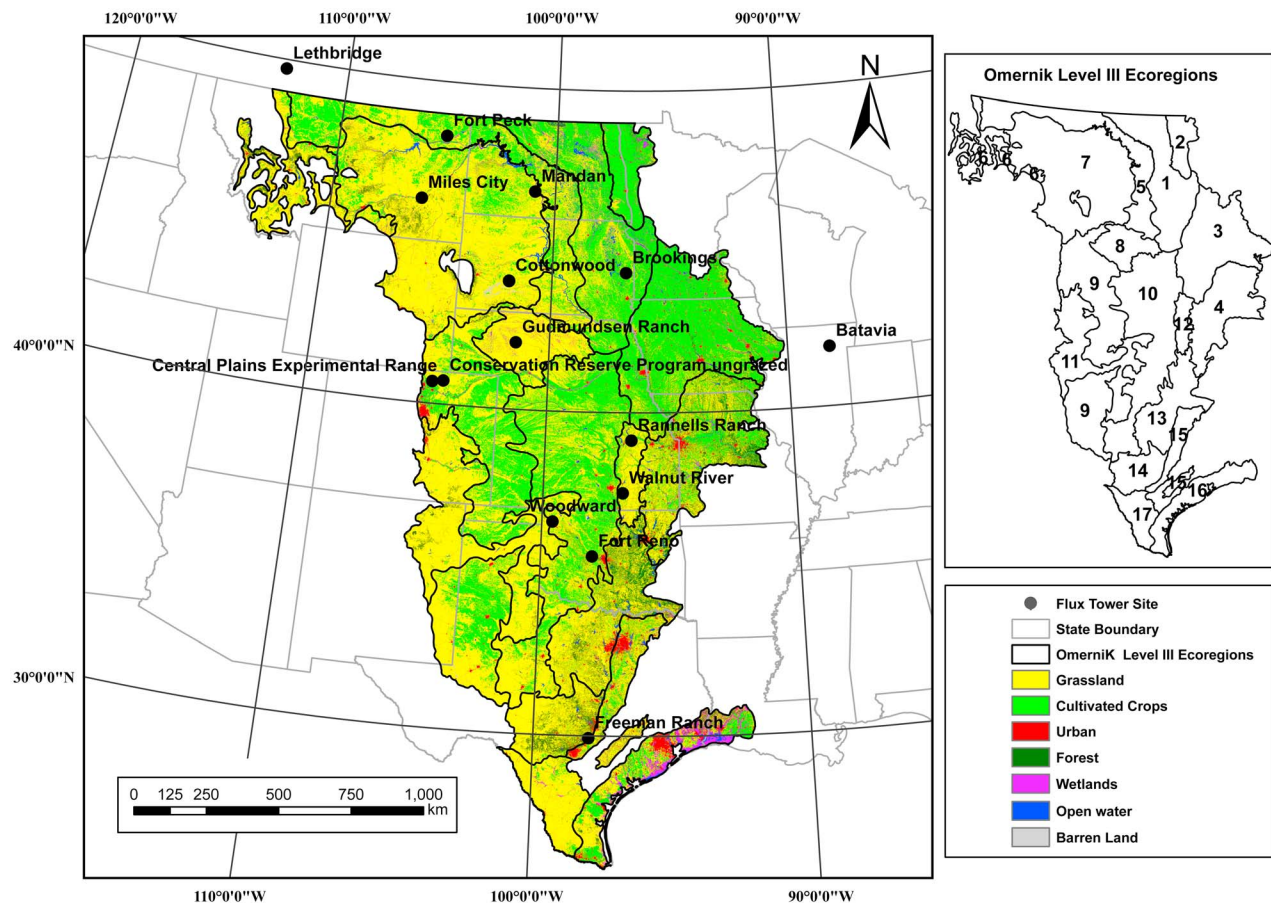 120°0'0"W 110°0'0"W 100°0'0"W 90°0'0"W
Lethbridge
N
Fort Peck
Miles City
Mandan
Cottonwood
Brookings
Gudmundsen Ranch
Batavia
40°0'0"N
Central Plains Experimental Range
Conservation Reserve Program ungrazed
Rannells Ranch
Walnut River
Woodward
Fort Reno
30°0'0"N
Freeman Ranch
0 125 250 500 750 1,000
km
110°0'0"W 100°0'0"W 90°0'0"W
Omernik Level III Ecoregions
2
6 6 7
6
5 1
3
8
9
10
4
12
11
9
13
15
14
15
16
17
Flux Tower Site
State Boundary
OmerniK Level III Ecoregions
Grassland
Cultivated Crops
Urban
Forest
Wetlands
Open water
Barren Land